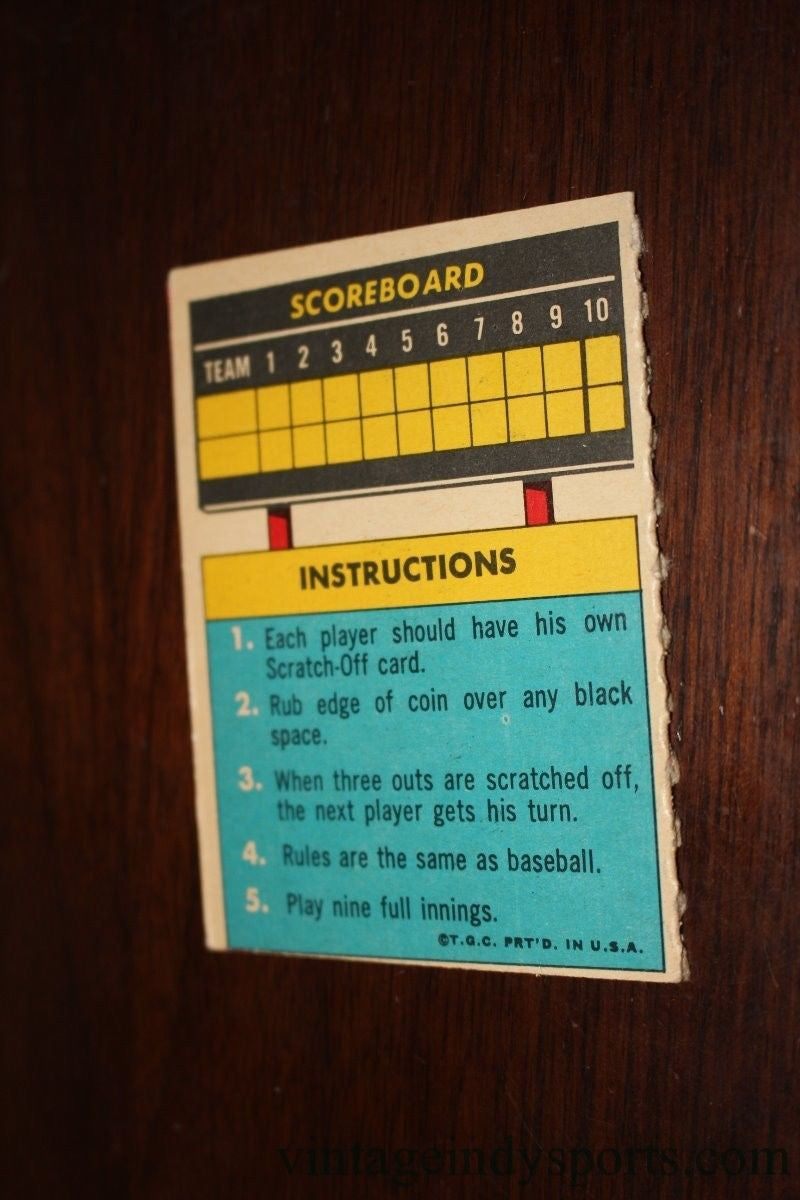 SCOREBOARD
TEAM 1 2 3 4 5 6 7 8 9 10
INSTRUCTIONS
1. Each player should have his own
Scratch-Off card.
2. Rub edge of coin over any black
space.
3. When three outs are scratched off,
the next player gets his turn.
4. Rules are the same as baseball.
5. Play nine full innings.
©T.G.C. PRT'D. IN U.S.A.
vintageindysports.com